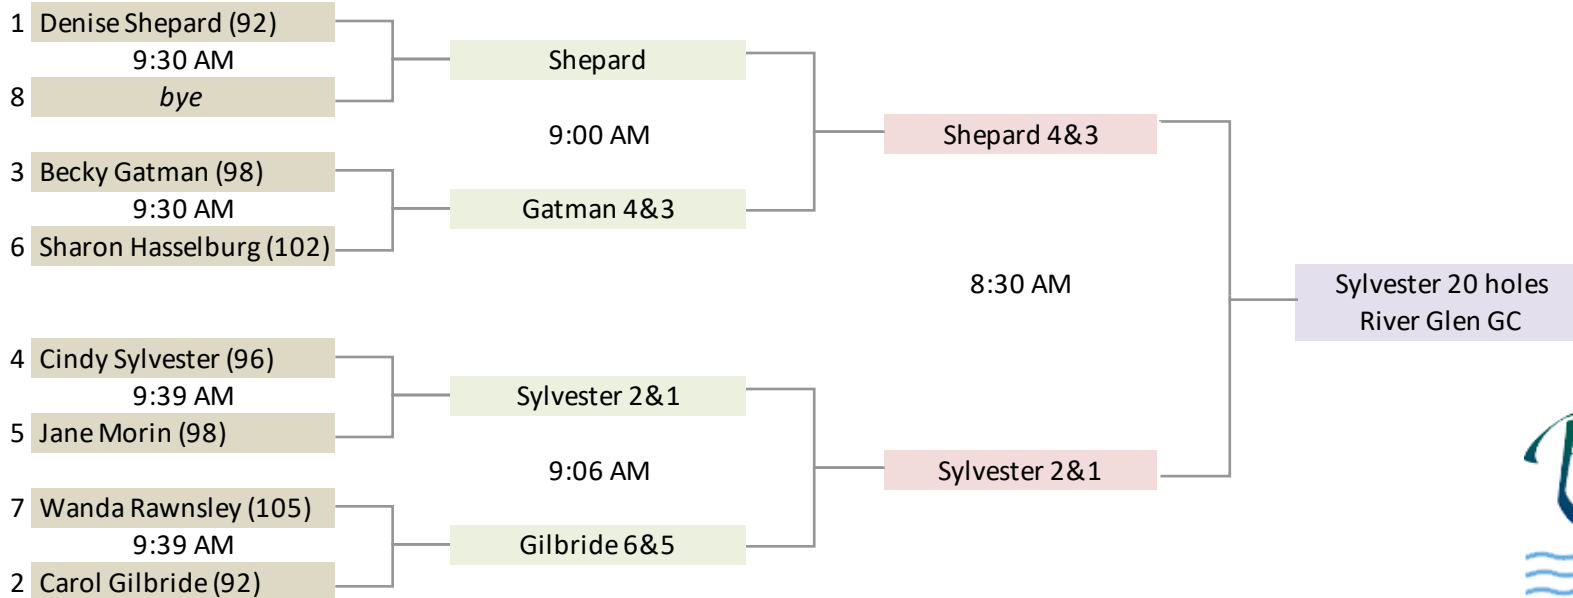 1 Denise Shepard (92)
9:30 AM
8 bye
3 Becky Gatman (98)
9:30 AM
6 Sharon Hasselburg (102)
4 Cindy Sylvester (96)
9:39 AM
5 Jane Morin (98)
7 Wanda Rawnsley (105)
9:39 AM
2 Carol Gilbride (92)
Shepard
9:00 AM
Gatman 4&3
Sylvester 2&1
9:06 AM
Gilbride 6&5
Shepard 4&3
8:30 AM
Sylvester 2&1
Sylvester 20 holes
River Glen GC